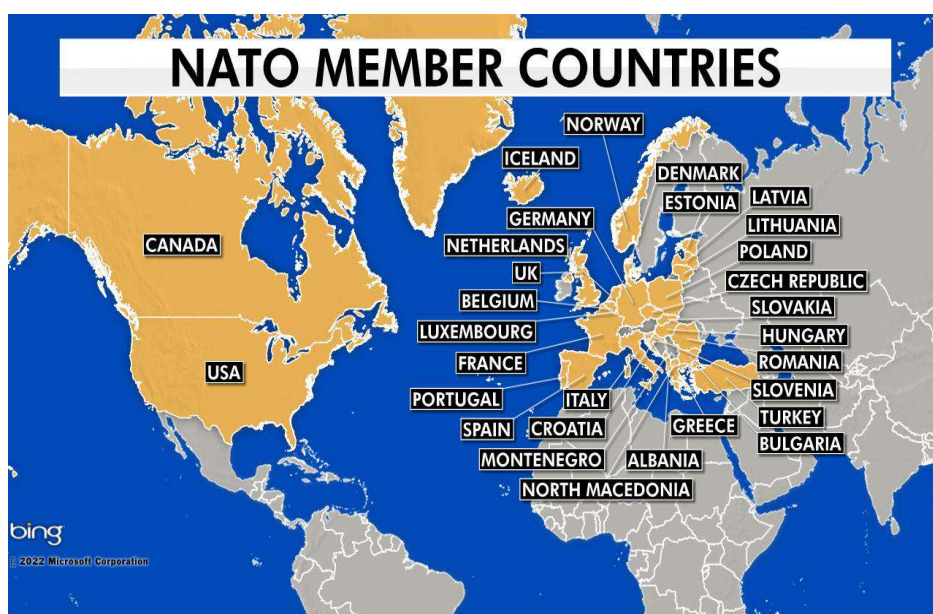 NATO MEMBER COUNTRIES
NORWAY
ICELAND
DENMARK
ESTONIA
LATVIA
GERMANY
LITHUANIA
NETHERLANDS
CANADA
POLAND
UK
CZECH REPUBLIC
BELGIUM
SLOVAKIA
LUXEMBOURG
HUNGARY
FRANCE
ROMANIA
USA
SLOVENIA
PORTUGAL
ITALY
TURKEY
SPAIN
CROATIA
GREECE
BULGARIA
MONTENEGRO
ALBANIA
NORTH MACEDONIA
bing
© 2022 Microsoft Corporation